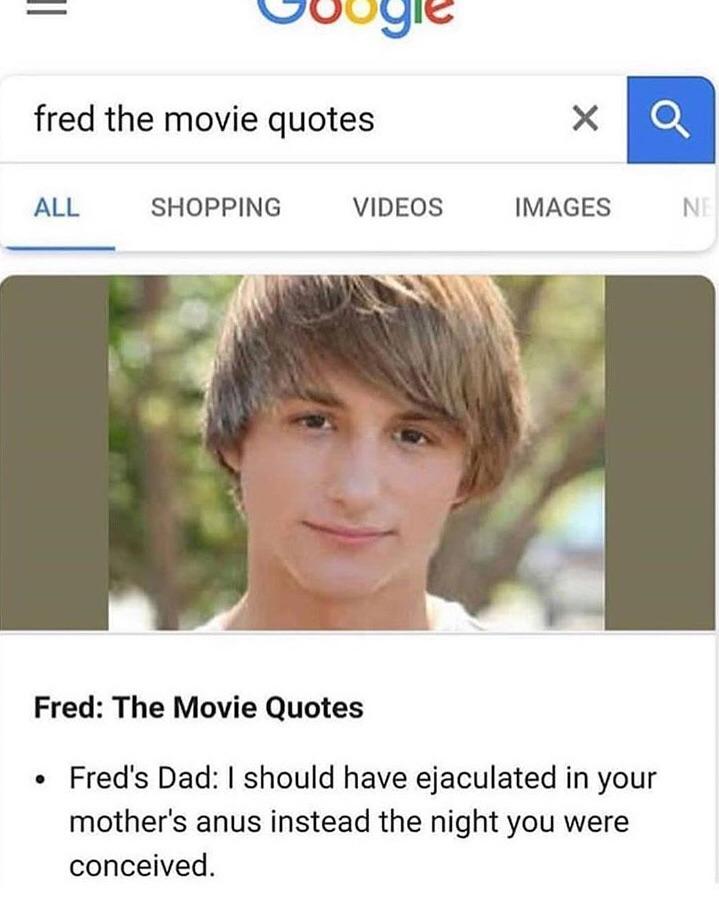 Google
fred the movie quotes
ALL SHOPPING VIDEOS IMAGES NE
Fred: The Movie Quotes
• Fred's Dad: I should have ejaculated in your
mother's anus instead the night you were
conceived.